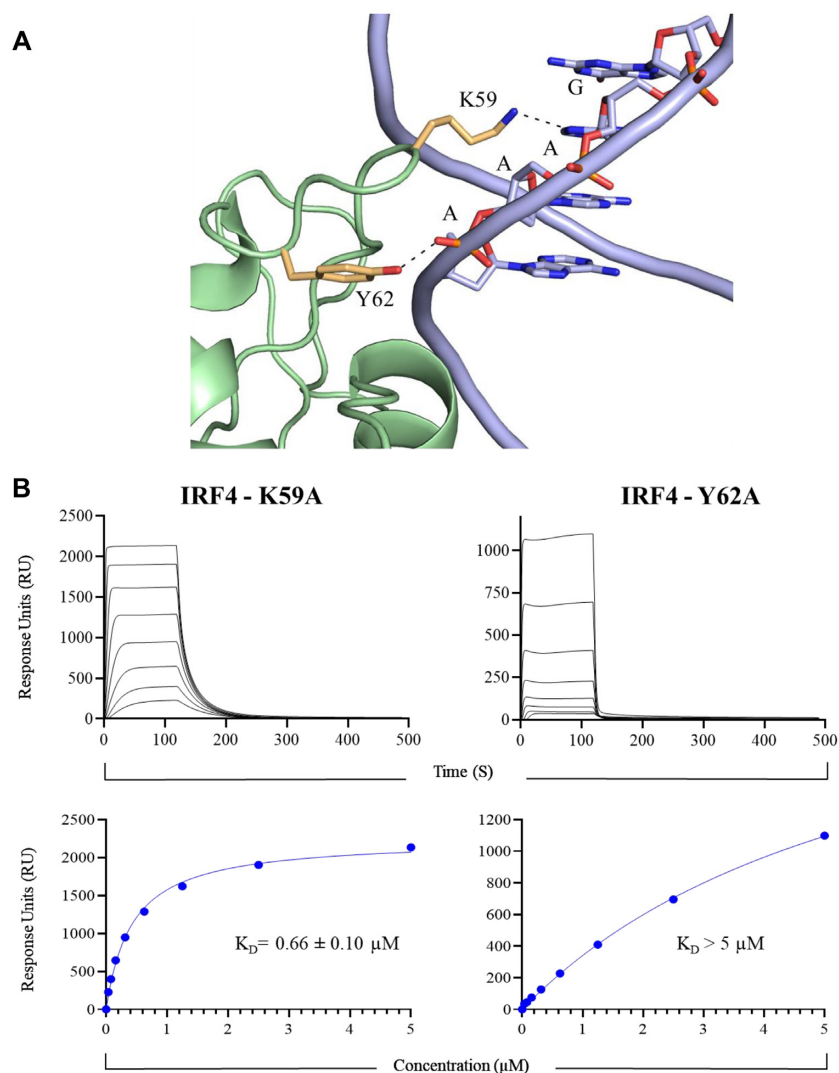 A
K59
G
A
A
A
Y62
B
IRF4 - K59A
IRF4 - Y62A
Response Units (RU)
2500
2000
1500
1000
500
0
0 100 200 300 400 500
1000
750
500
250
0
0 100 200 300 400 500
Time (S)
Response Units (RU)
2500
2000
1500
1000
500
0
0 1 2 3 4 5
K_D= 0.66 ± 0.10 µM
1200
1000
800
600
400
200
0
0 1 2 3 4 5
K_D > 5 µM
Concentration (µM)